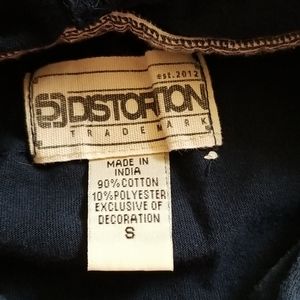 est.2012
DISTORTION
TRADEMARK
MADE IN
INDIA
90%COTTON
10%POLYESTER
EXCLUSIVE OF
DECORATION
S